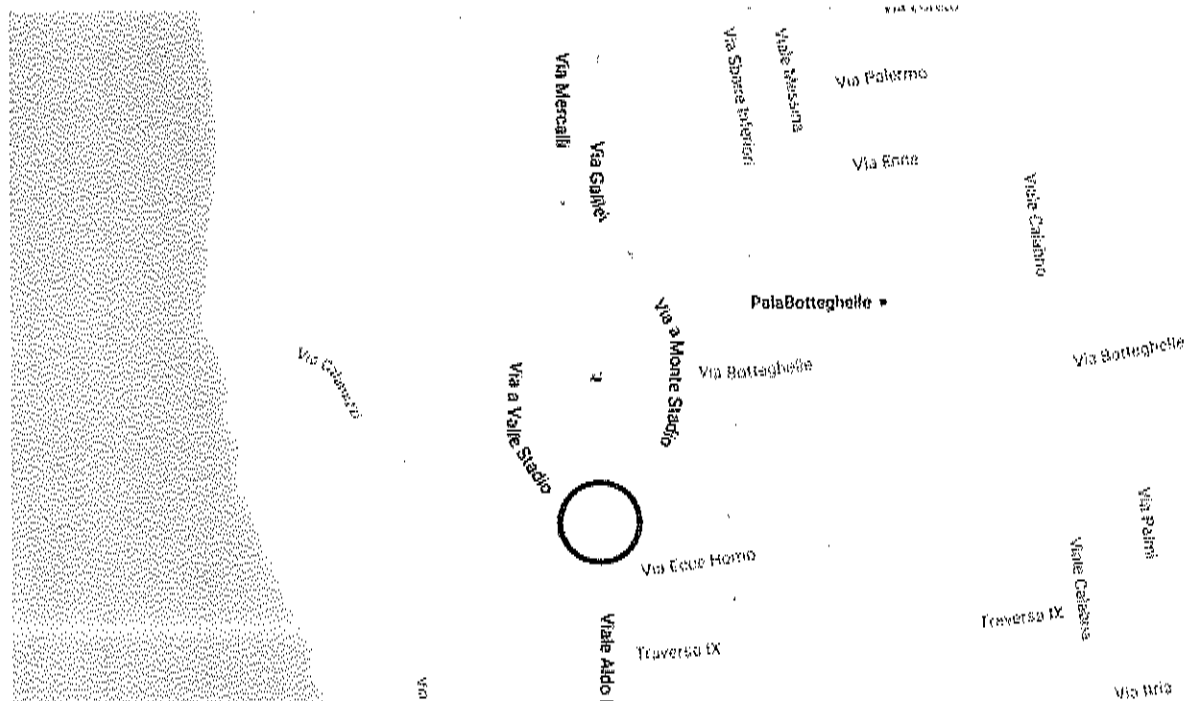 Via Mercalli
Via Sbarre Inferiori
Viale Messina
Via Palermo
Via Galilei
Via Enna
Viale Calabria
PalaBotteghelle
Via a Monte Stadio
Via Botteghelle
Via Botteghelle
Via a Valle Stadio
Via Palmi
Via Ecce Homo
Viale Calabria
Traversa IX
Viale Aldo
Traversa IX
Via